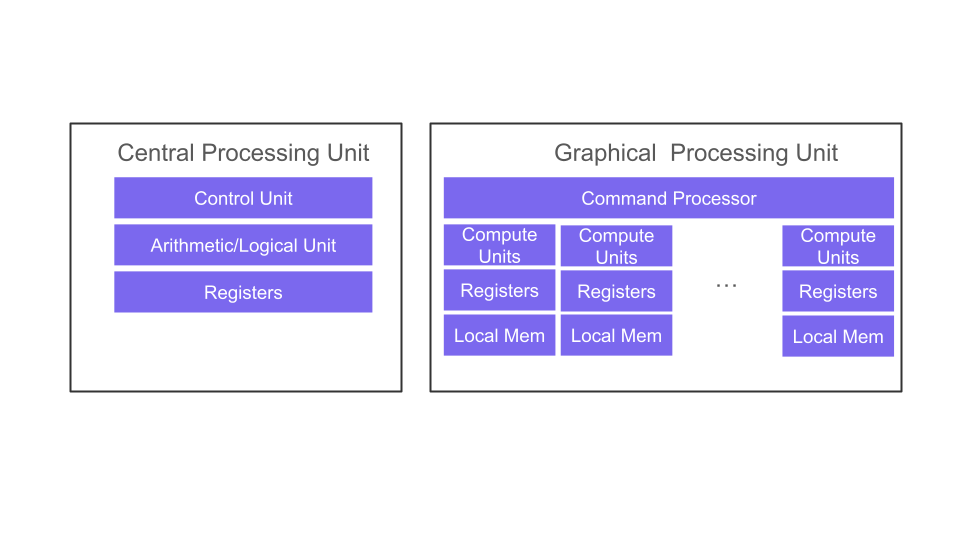 Central Processing Unit
Control Unit
Arithmetic/Logical Unit
Registers
Graphical  Processing Unit
Command Processor
Compute
Units
Registers
Local Mem
Compute
Units
Registers
Local Mem
...
Compute
Units
Registers
Local Mem